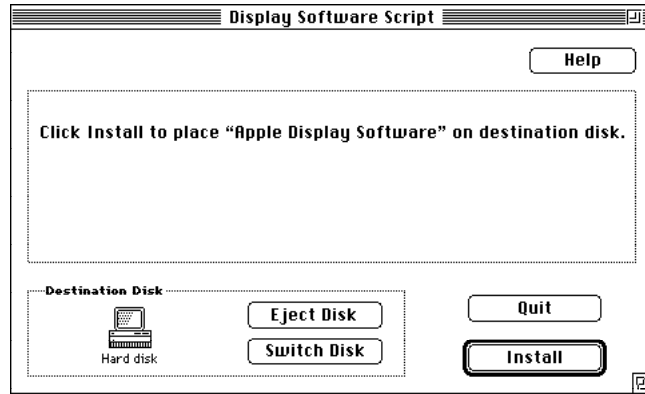 Display Software Script
Help
Click Install to place “Apple Display Software” on destination disk.
Destination Disk
Hard disk
Eject Disk
Switch Disk
Quit
Install